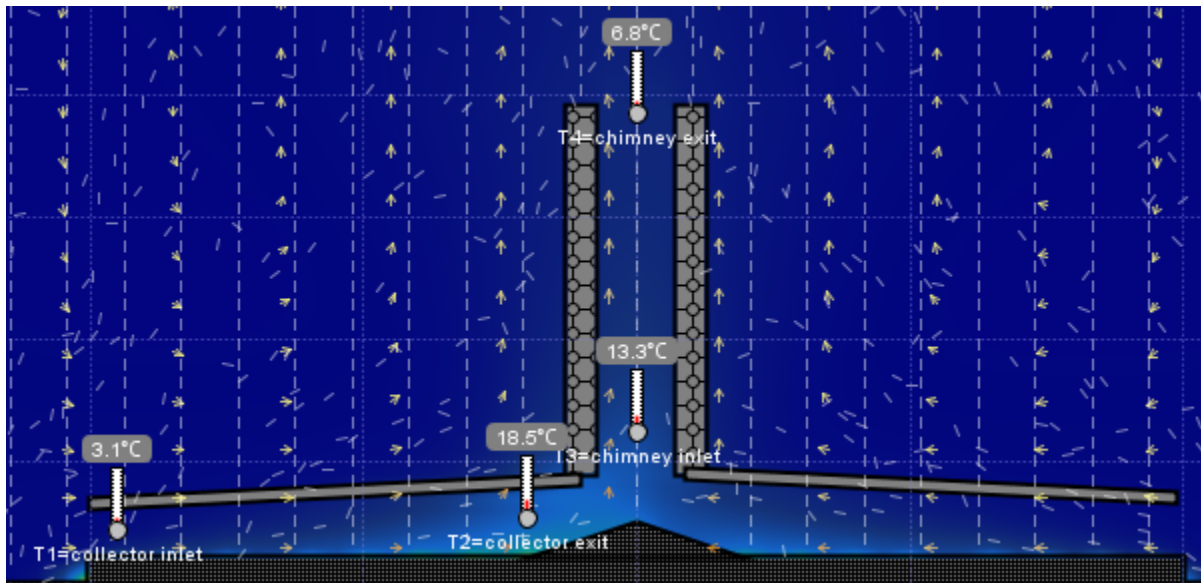 6.8°C
T4=chimney exit
13.3°C
T3=chimney inlet
18.5°C
T2=collector exit
3.1°C
T1=collector inlet